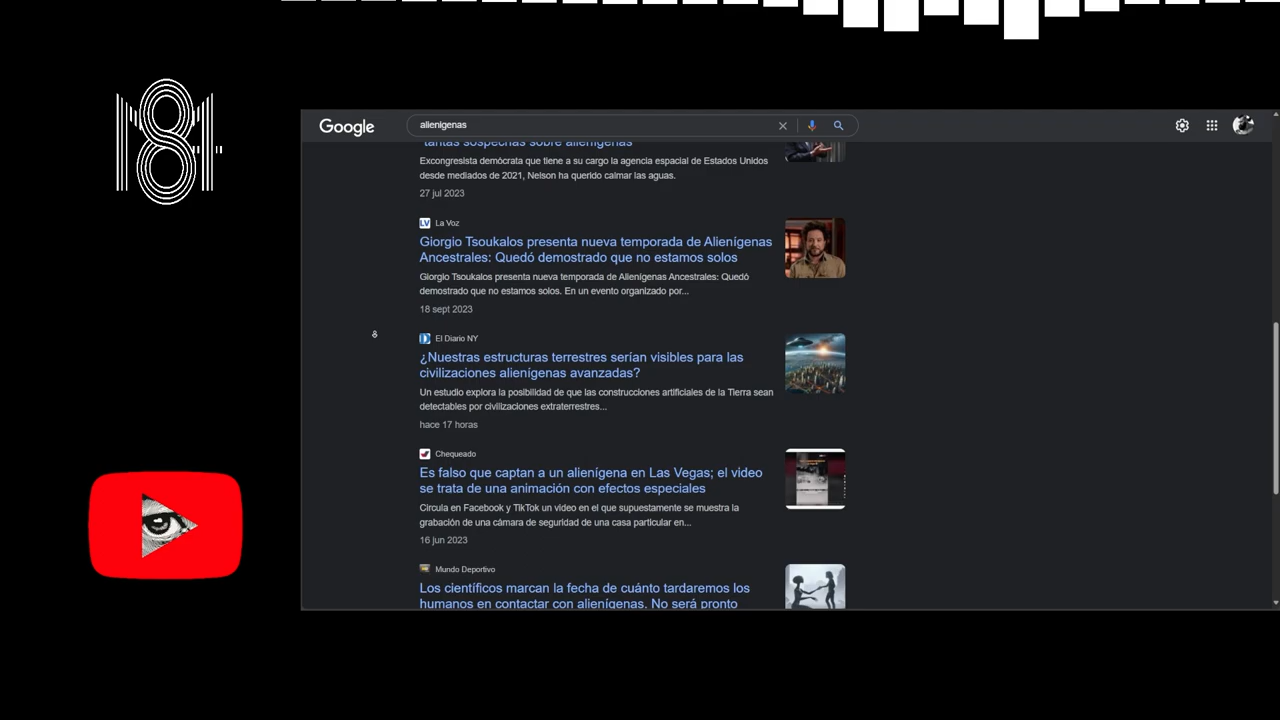 Google
alienígenas
tantas sospechas sobre alienígenas
Excongresista demócrata que tiene a su cargo la agencia espacial de Estados Unidos
desde mediados de 2021, Nelson ha querido calmar las aguas.
27 jul 2023
LV La Voz
Giorgio Tsoukalos presenta nueva temporada de Alienígenas
Ancestrales: Quedó demostrado que no estamos solos
Giorgio Tsoukalos presenta nueva temporada de Alienígenas Ancestrales: Quedó
demostrado que no estamos solos. En un evento organizado por...
18 sept 2023
El Diario NY
¿Nuestras estructuras terrestres serían visibles para las
civilizaciones alienígenas avanzadas?
Un estudio explora la posibilidad de que las construcciones artificiales de la Tierra sean
detectables por civilizaciones extraterrestres...
hace 17 horas
Chequeado
Es falso que captan a un alienígena en Las Vegas; el video
se trata de una animación con efectos especiales
Circula en Facebook y TikTok un video en el que supuestamente se muestra la
grabación de una cámara de seguridad de una casa particular en...
16 jun 2023
Mundo Deportivo
Los científicos marcan la fecha de cuánto tardaremos los
humanos en contactar con alienígenas. No será pronto